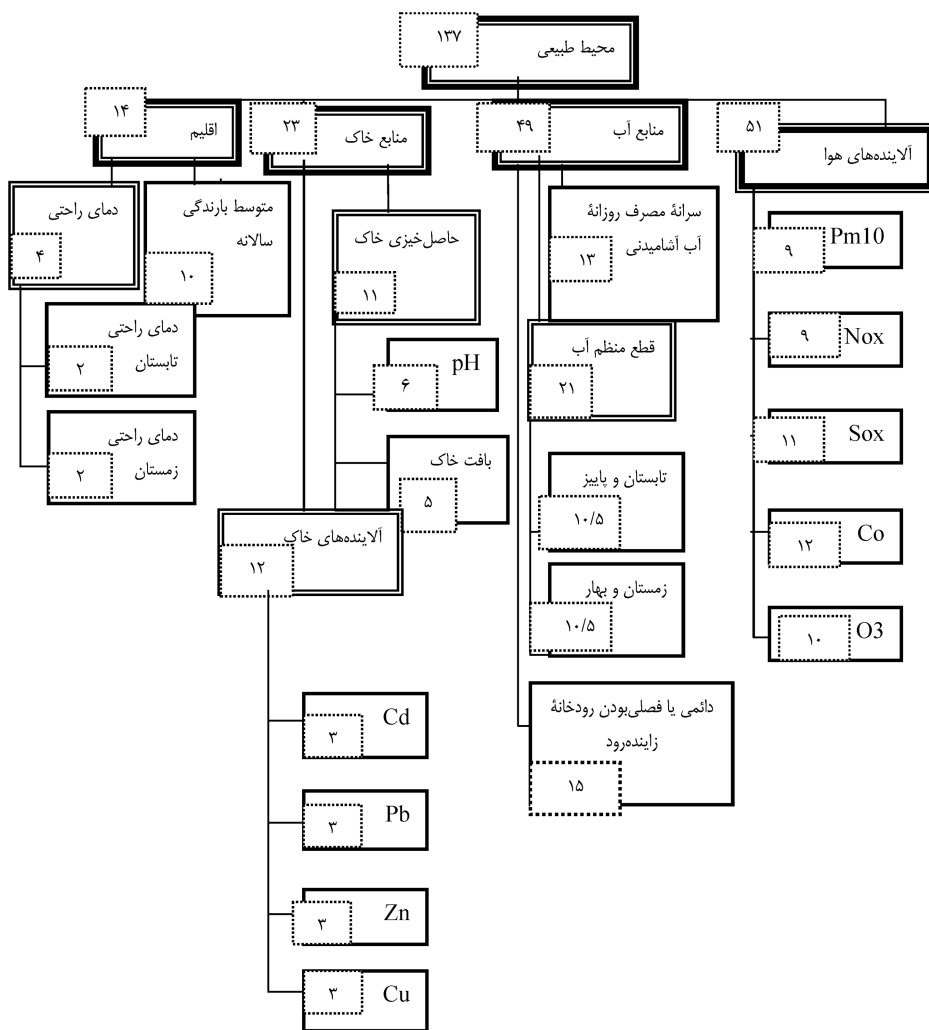 محیط طبیعی
۱۳۷
آلاینده‌های هوا
۵۱
Pm10
۹
Nox
۹
Sox
۱۱
Co
۱۲
O3
۱۰
منابع آب
۴۹
سرانهٔ مصرف روزانهٔ
آب آشامیدنی
۱۳
قطع منظم آب
۲۱
تابستان و پاییز
۱۰/۵
زمستان و بهار
۱۰/۵
دائمی یا فصلی‌بودن رودخانهٔ
زاینده‌رود
۱۵
منابع خاک
۲۳
حاصل‌خیزی خاک
۱۱
pH
۶
بافت خاک
۵
آلاینده‌های خاک
۱۲
Cd
۳
Pb
۳
Zn
۳
Cu
۳
اقلیم
۱۴
متوسط بارندگی
سالانه
۱۰
دمای راحتی
۴
دمای راحتی
تابستان
۲
دمای راحتی
زمستان
۲